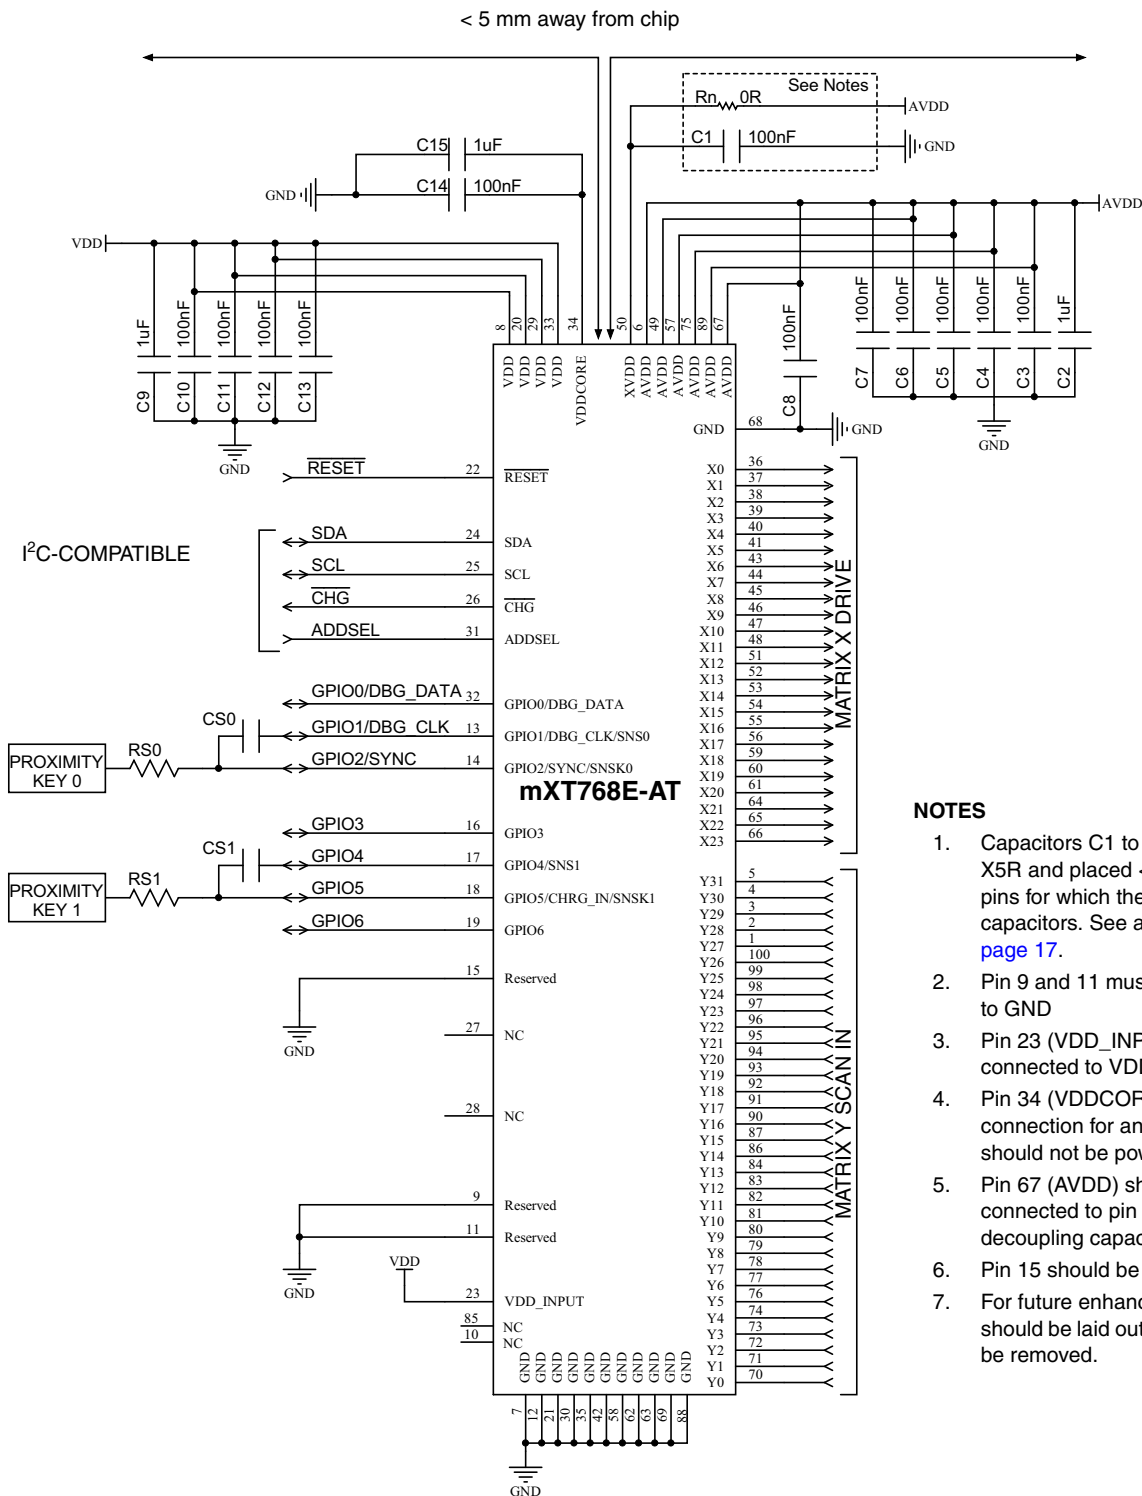 < 5 mm away from chip
See Notes
Rn 0R
AVDD
C1 100nF
GND
C15 1uF
C14 100nF
GND
AVDD
VDD
1uF
100nF
100nF
100nF
100nF
C9
C10
C11
C12
C13
GND
8
20
29
33
34
50
6
49
57
75
89
67
VDD
VDD
VDD
VDD
VDDCORE
XVDD
AVDD
AVDD
AVDD
AVDD
AVDD
AVDD
100nF
C8
100nF
100nF
100nF
100nF
100nF
1uF
C7
C6
C5
C4
C3
C2
GND
GND 68
GND
RESET 22 RESET
I2C-COMPATIBLE
SDA 24 SDA
SCL 25 SCL
CHG 26 CHG
ADDSEL 31 ADDSEL
GPIO0/DBG_DATA 32 GPIO0/DBG_DATA
CS0
GPIO1/DBG_CLK 13 GPIO1/DBG_CLK/SNS0
PROXIMITY
KEY 0
RS0
GPIO2/SYNC 14 GPIO2/SYNC/SNSK0
mXT768E-AT
GPIO3 16 GPIO3
CS1
GPIO4 17 GPIO4/SNS1
PROXIMITY
KEY 1
RS1
GPIO5 18 GPIO5/CHRG_IN/SNSK1
GPIO6 19 GPIO6
15 Reserved
GND
27 NC
28 NC
9 Reserved
11 Reserved
GND
VDD
23 VDD_INPUT
85 NC
10 NC
X0 36
X1 37
X2 38
X3 39
X4 40
X5 41
X6 43
X7 44
X8 45
X9 46
X10 47
X11 48
X12 51
X13 52
X14 53
X15 54
X16 55
X17 56
X18 59
X19 60
X20 61
X21 64
X22 65
X23 66
MATRIX X DRIVE
Y31 5
Y30 4
Y29 3
Y28 2
Y27 1
Y26 100
Y25 99
Y24 98
Y23 97
Y22 96
Y21 95
Y20 94
Y19 93
Y18 92
Y17 91
Y16 90
Y15 87
Y14 86
Y13 84
Y12 83
Y11 82
Y10 81
Y9 80
Y8 79
Y7 78
Y6 77
Y5 76
Y4 74
Y3 73
Y2 72
Y1 71
Y0 70
MATRIX Y SCAN IN
GND
GND
GND
GND
GND
GND
GND
GND
GND
GND
GND
7
12
21
30
35
42
58
62
63
69
88
GND
NOTES
1. Capacitors C1 to
X5R and placed <
pins for which the
capacitors. See a
page 17.
2. Pin 9 and 11 mus
to GND
3. Pin 23 (VDD_INP
connected to VDD
4. Pin 34 (VDDCOR
connection for an
should not be pow
5. Pin 67 (AVDD) sh
connected to pin
decoupling capac
6. Pin 15 should be
7. For future enhanc
should be laid out
be removed.